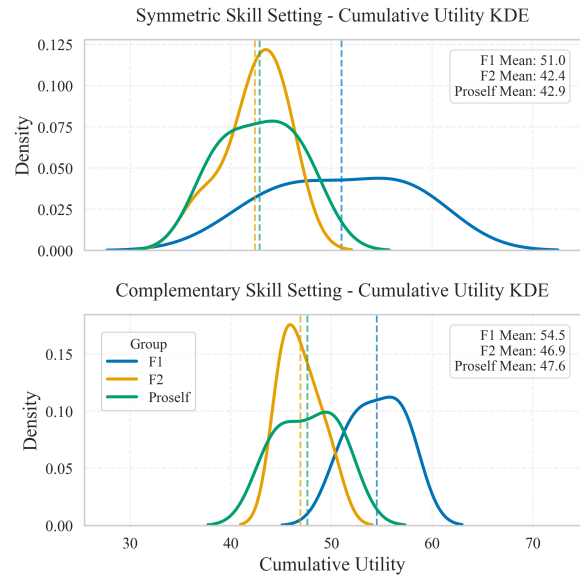 Symmetric Skill Setting - Cumulative Utility KDE
0.125
0.100
0.075
0.050
0.025
0.000
Density
F1 Mean: 51.0
F2 Mean: 42.4
Proself Mean: 42.9
Complementary Skill Setting - Cumulative Utility KDE
0.15
0.10
0.05
0.00
Density
Group
F1
F2
Proself
F1 Mean: 54.5
F2 Mean: 46.9
Proself Mean: 47.6
30
40
50
60
70
Cumulative Utility